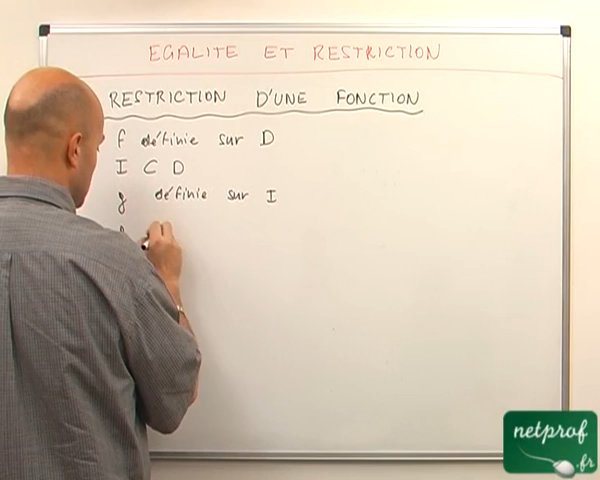 EGALITE ET RESTRICTION
RESTRICTION D'UNE FONCTION
f définie sur D
I ⊂ D
g définie sur I
netprof
.fr